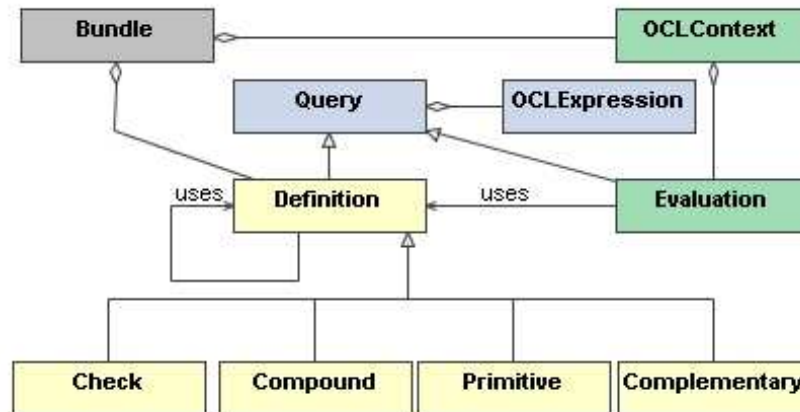 Bundle
OCLContext
Query
OCLExpression
uses
Definition
uses
Evaluation
Check
Compound
Primitive
Complementary